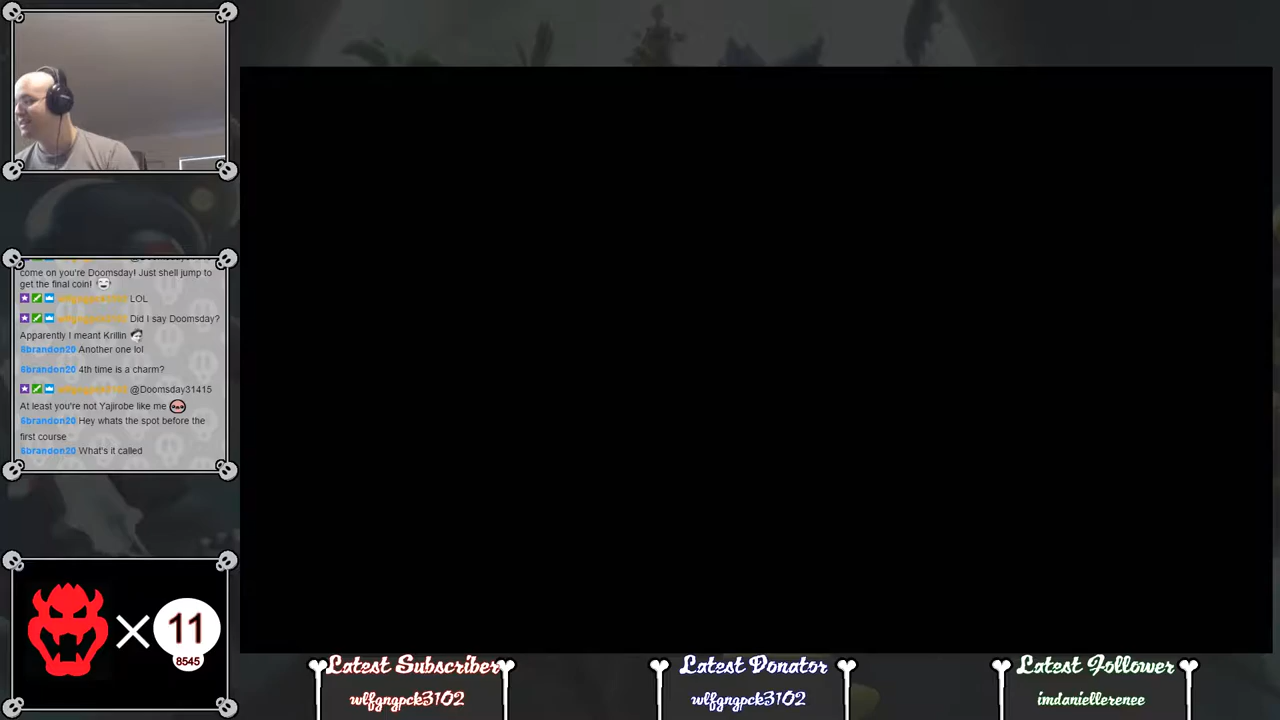 come on you're Doomsday! Just shell jump to
get the final coin!
LOL
Did I say Doomsday?
Apparently I meant Krillin
Sbrandon20 Another one lol
Sbrandon20 4th time is a charm?
@Doomsday31415
At least you're not Yajirobe like me
Sbrandon20 Hey whats the spot before the
first course
Sbrandon20 What's it called
11
8545
Latest Subscriber
wlfgngpck3102
Latest Donator
wlfgngpck3102
Latest Follower
imdaniellerenee